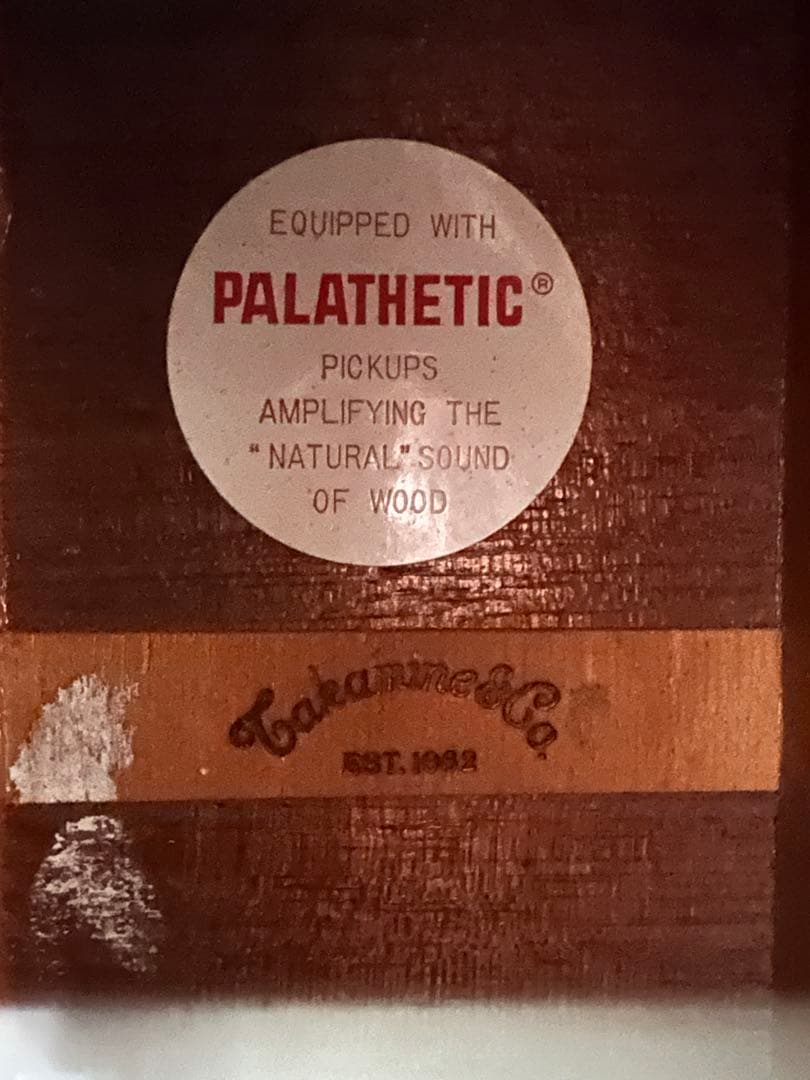 EQUIPPED WITH
PALATHETIC®
PICKUPS
AMPLIFYING THE
"NATURAL" SOUND
OF WOOD
Takamine & Co.
EST. 1962